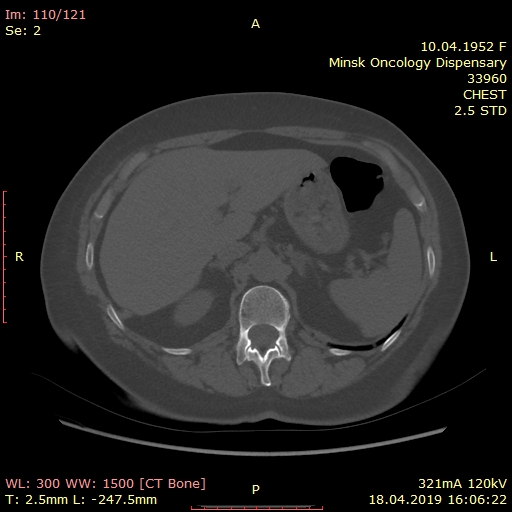 Im: 110/121
Se: 2
A
10.04.1952 F
Minsk Oncology Dispensary
33960
CHEST
2.5 STD
R
L
WL: 300 WW: 1500 [CT Bone]
T: 2.5mm L: -247.5mm
P
321mA 120kV
18.04.2019 16:06:22